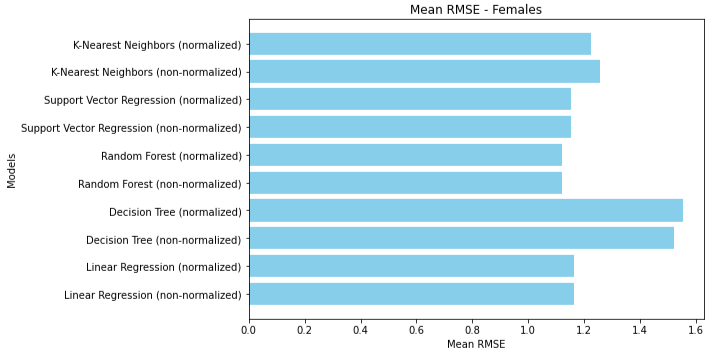 Mean RMSE - Females
K-Nearest Neighbors (normalized)
K-Nearest Neighbors (non-normalized)
Support Vector Regression (normalized)
Support Vector Regression (non-normalized)
Random Forest (normalized)
Random Forest (non-normalized)
Decision Tree (normalized)
Decision Tree (non-normalized)
Linear Regression (normalized)
Linear Regression (non-normalized)
Models
0.0 0.2 0.4 0.6 0.8 1.0 1.2 1.4 1.6
Mean RMSE